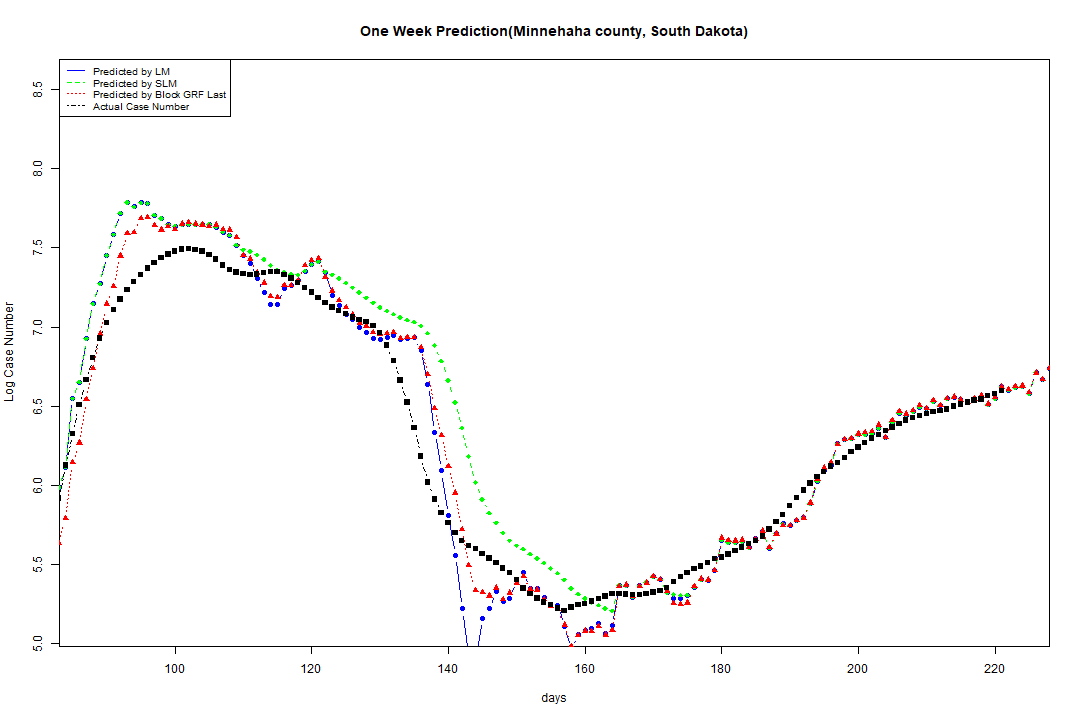 One Week Prediction(Minnehaha county, South Dakota)
Predicted by LM
Predicted by SLM
Predicted by Block GRF Last
Actual Case Number
8.5
8.0
7.5
7.0
6.5
6.0
5.5
5.0
Log Case Number
100 120 140 160 180 200 220
days